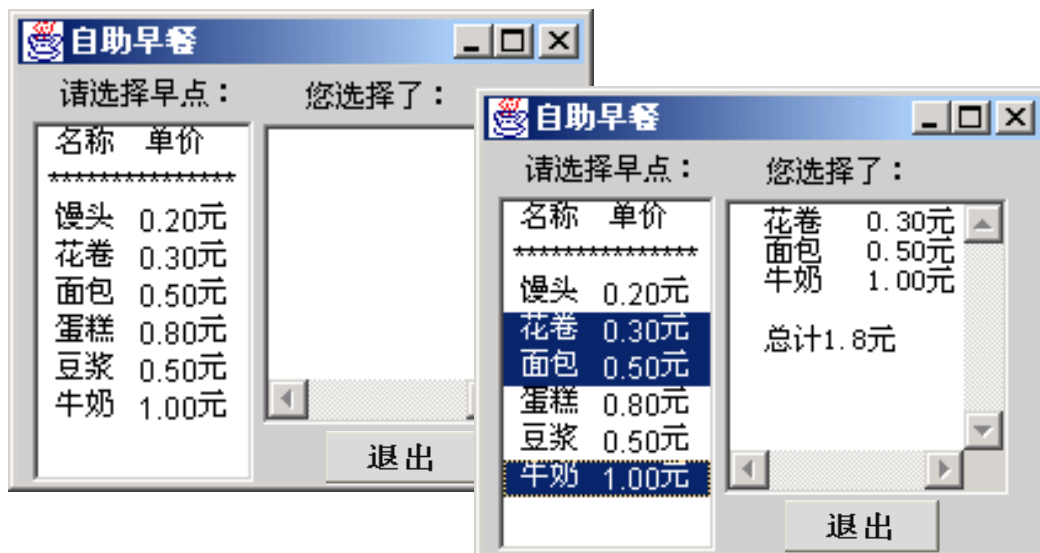 自助早餐
请选择早点：
您选择了：
名称 单价
***************
馒头 0.20元
花卷 0.30元
面包 0.50元
蛋糕 0.80元
豆浆 0.50元
牛奶 1.00元
退出
自助早餐
请选择早点：
您选择了：
名称 单价
***************
馒头 0.20元
花卷 0.30元
面包 0.50元
蛋糕 0.80元
豆浆 0.50元
牛奶 1.00元
花卷 0.30元
面包 0.50元
牛奶 1.00元
总计1.8元
退出